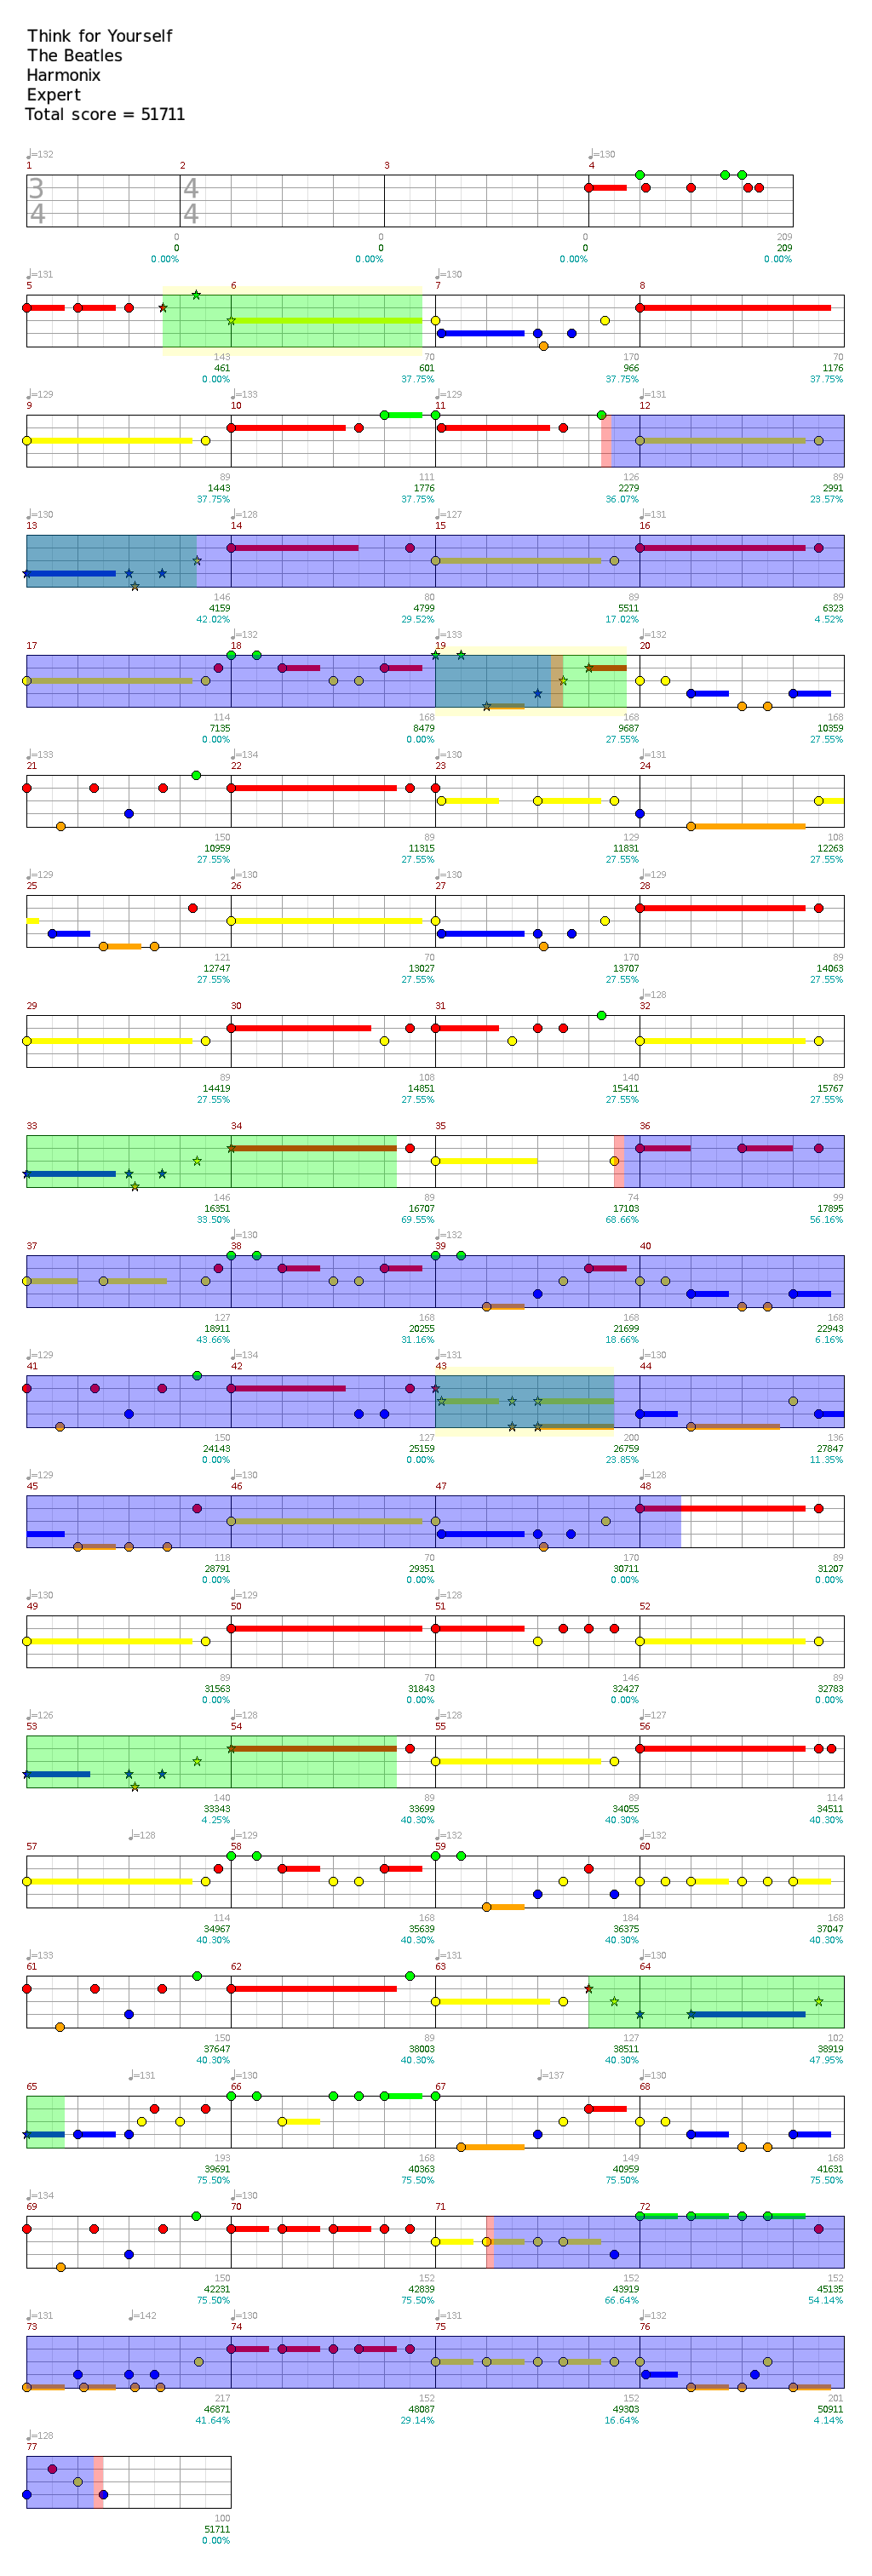 Think for Yourself
The Beatles
Harmonix
Expert
Total score = 51711
♩=132 ♩=130
1 2 3 4
3 4
4 4
0 0 0 209
0 0 0 209
0.00% 0.00% 0.00% 0.00%
♩=131 ♩=130
5 6 7 8
143 70 170 70
461 601 966 1176
0.00% 37.75% 37.75% 37.75%
♩=129 ♩=133 ♩=129 ♩=131
9 10 11 12
89 111 126 89
1443 1776 2279 2991
37.75% 37.75% 36.07% 23.57%
♩=130 ♩=128 ♩=127 ♩=131
13 14 15 16
146 80 89 89
4159 4799 5511 6323
42.02% 29.52% 17.02% 4.52%
♩=132 ♩=133 ♩=132
17 18 19 20
114 168 168 168
7135 8479 9687 10359
0.00% 0.00% 27.55% 27.55%
♩=133 ♩=134 ♩=130 ♩=131
21 22 23 24
150 89 129 108
10959 11315 11831 12263
27.55% 27.55% 27.55% 27.55%
♩=129 ♩=130 ♩=130 ♩=129
25 26 27 28
121 70 170 89
12747 13027 13707 14063
27.55% 27.55% 27.55% 27.55%
♩=128
29 30 31 32
89 108 140 89
14419 14851 15411 15767
27.55% 27.55% 27.55% 27.55%
33 34 35 36
146 89 74 99
16351 16707 17103 17895
33.50% 69.55% 68.66% 56.16%
♩=130 ♩=132
37 38 39 40
127 168 168 168
18911 20255 21699 22943
43.66% 31.16% 18.66% 6.16%
♩=129 ♩=134 ♩=131 ♩=130
41 42 43 44
150 127 200 136
24143 25159 26759 27847
0.00% 0.00% 23.85% 11.35%
♩=129 ♩=130 ♩=128
45 46 47 48
118 70 170 89
28791 29351 30711 31207
0.00% 0.00% 0.00% 0.00%
♩=130 ♩=129 ♩=128
49 50 51 52
89 70 146 89
31563 31843 32427 32783
0.00% 0.00% 0.00% 0.00%
♩=126 ♩=128 ♩=128 ♩=127
53 54 55 56
140 89 89 114
33343 33699 34055 34511
4.25% 40.30% 40.30% 40.30%
♩=128 ♩=129 ♩=132 ♩=132
57 58 59 60
114 168 184 168
34967 35639 36375 37047
40.30% 40.30% 40.30% 40.30%
♩=133 ♩=131 ♩=130
61 62 63 64
150 89 127 102
37647 38003 38511 38919
40.30% 40.30% 40.30% 47.95%
♩=131 ♩=130 ♩=137 ♩=130
65 66 67 68
193 168 149 168
39691 40363 40959 41631
75.50% 75.50% 75.50% 75.50%
♩=134 ♩=130
69 70 71 72
150 152 152 152
42231 42839 43919 45135
75.50% 75.50% 66.64% 54.14%
♩=131 ♩=142 ♩=130 ♩=131 ♩=132
73 74 75 76
217 152 152 201
46871 48087 49303 50911
41.64% 29.14% 16.64% 4.14%
♩=128
77
100
51711
0.00%